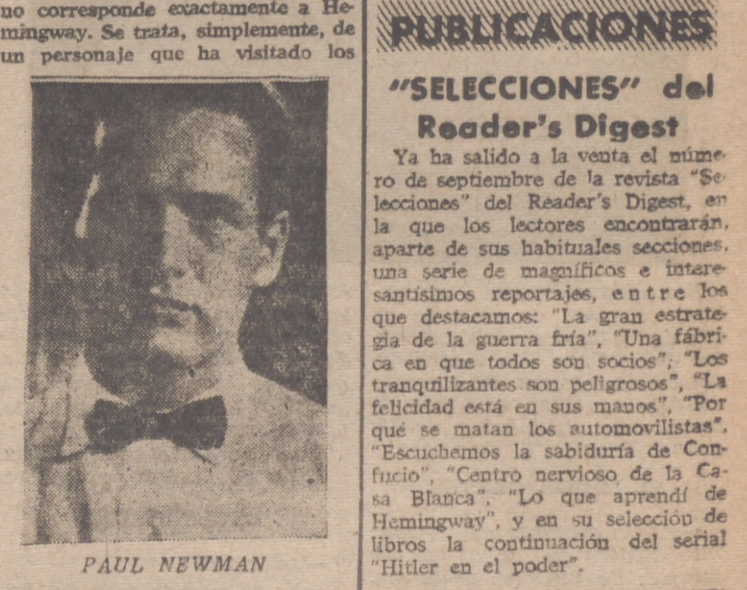 no corresponde exactamente a He-
mingway. Se trata, simplemente, de
un personaje que ha visitado los
PAUL NEWMAN
PUBLICACIONES
"SELECCIONES" del
Reader's Digest
Ya ha salido a la venta el núme-
ro de septiembre de la revista "Se-
lecciones" del Reader's Digest, en
la que los lectores encontrarán,
aparte de sus habituales secciones,
una serie de magníficos e intere-
santísimos reportajes, entre los
que destacamos: "La gran estrate-
gia de la guerra fría", "Una fábri-
ca en que todos son socios", "Los
tranquilizantes son peligrosos", "La
felicidad está en sus manos", "Por
qué se matan los automovilistas",
"Escuchemos la sabiduría de Con-
fucio", "Centro nervioso de la Ca-
sa Blanca", "Lo que aprendí de
Hemingway", y en su selección de
libros la continuación del serial
"Hitler en el poder".